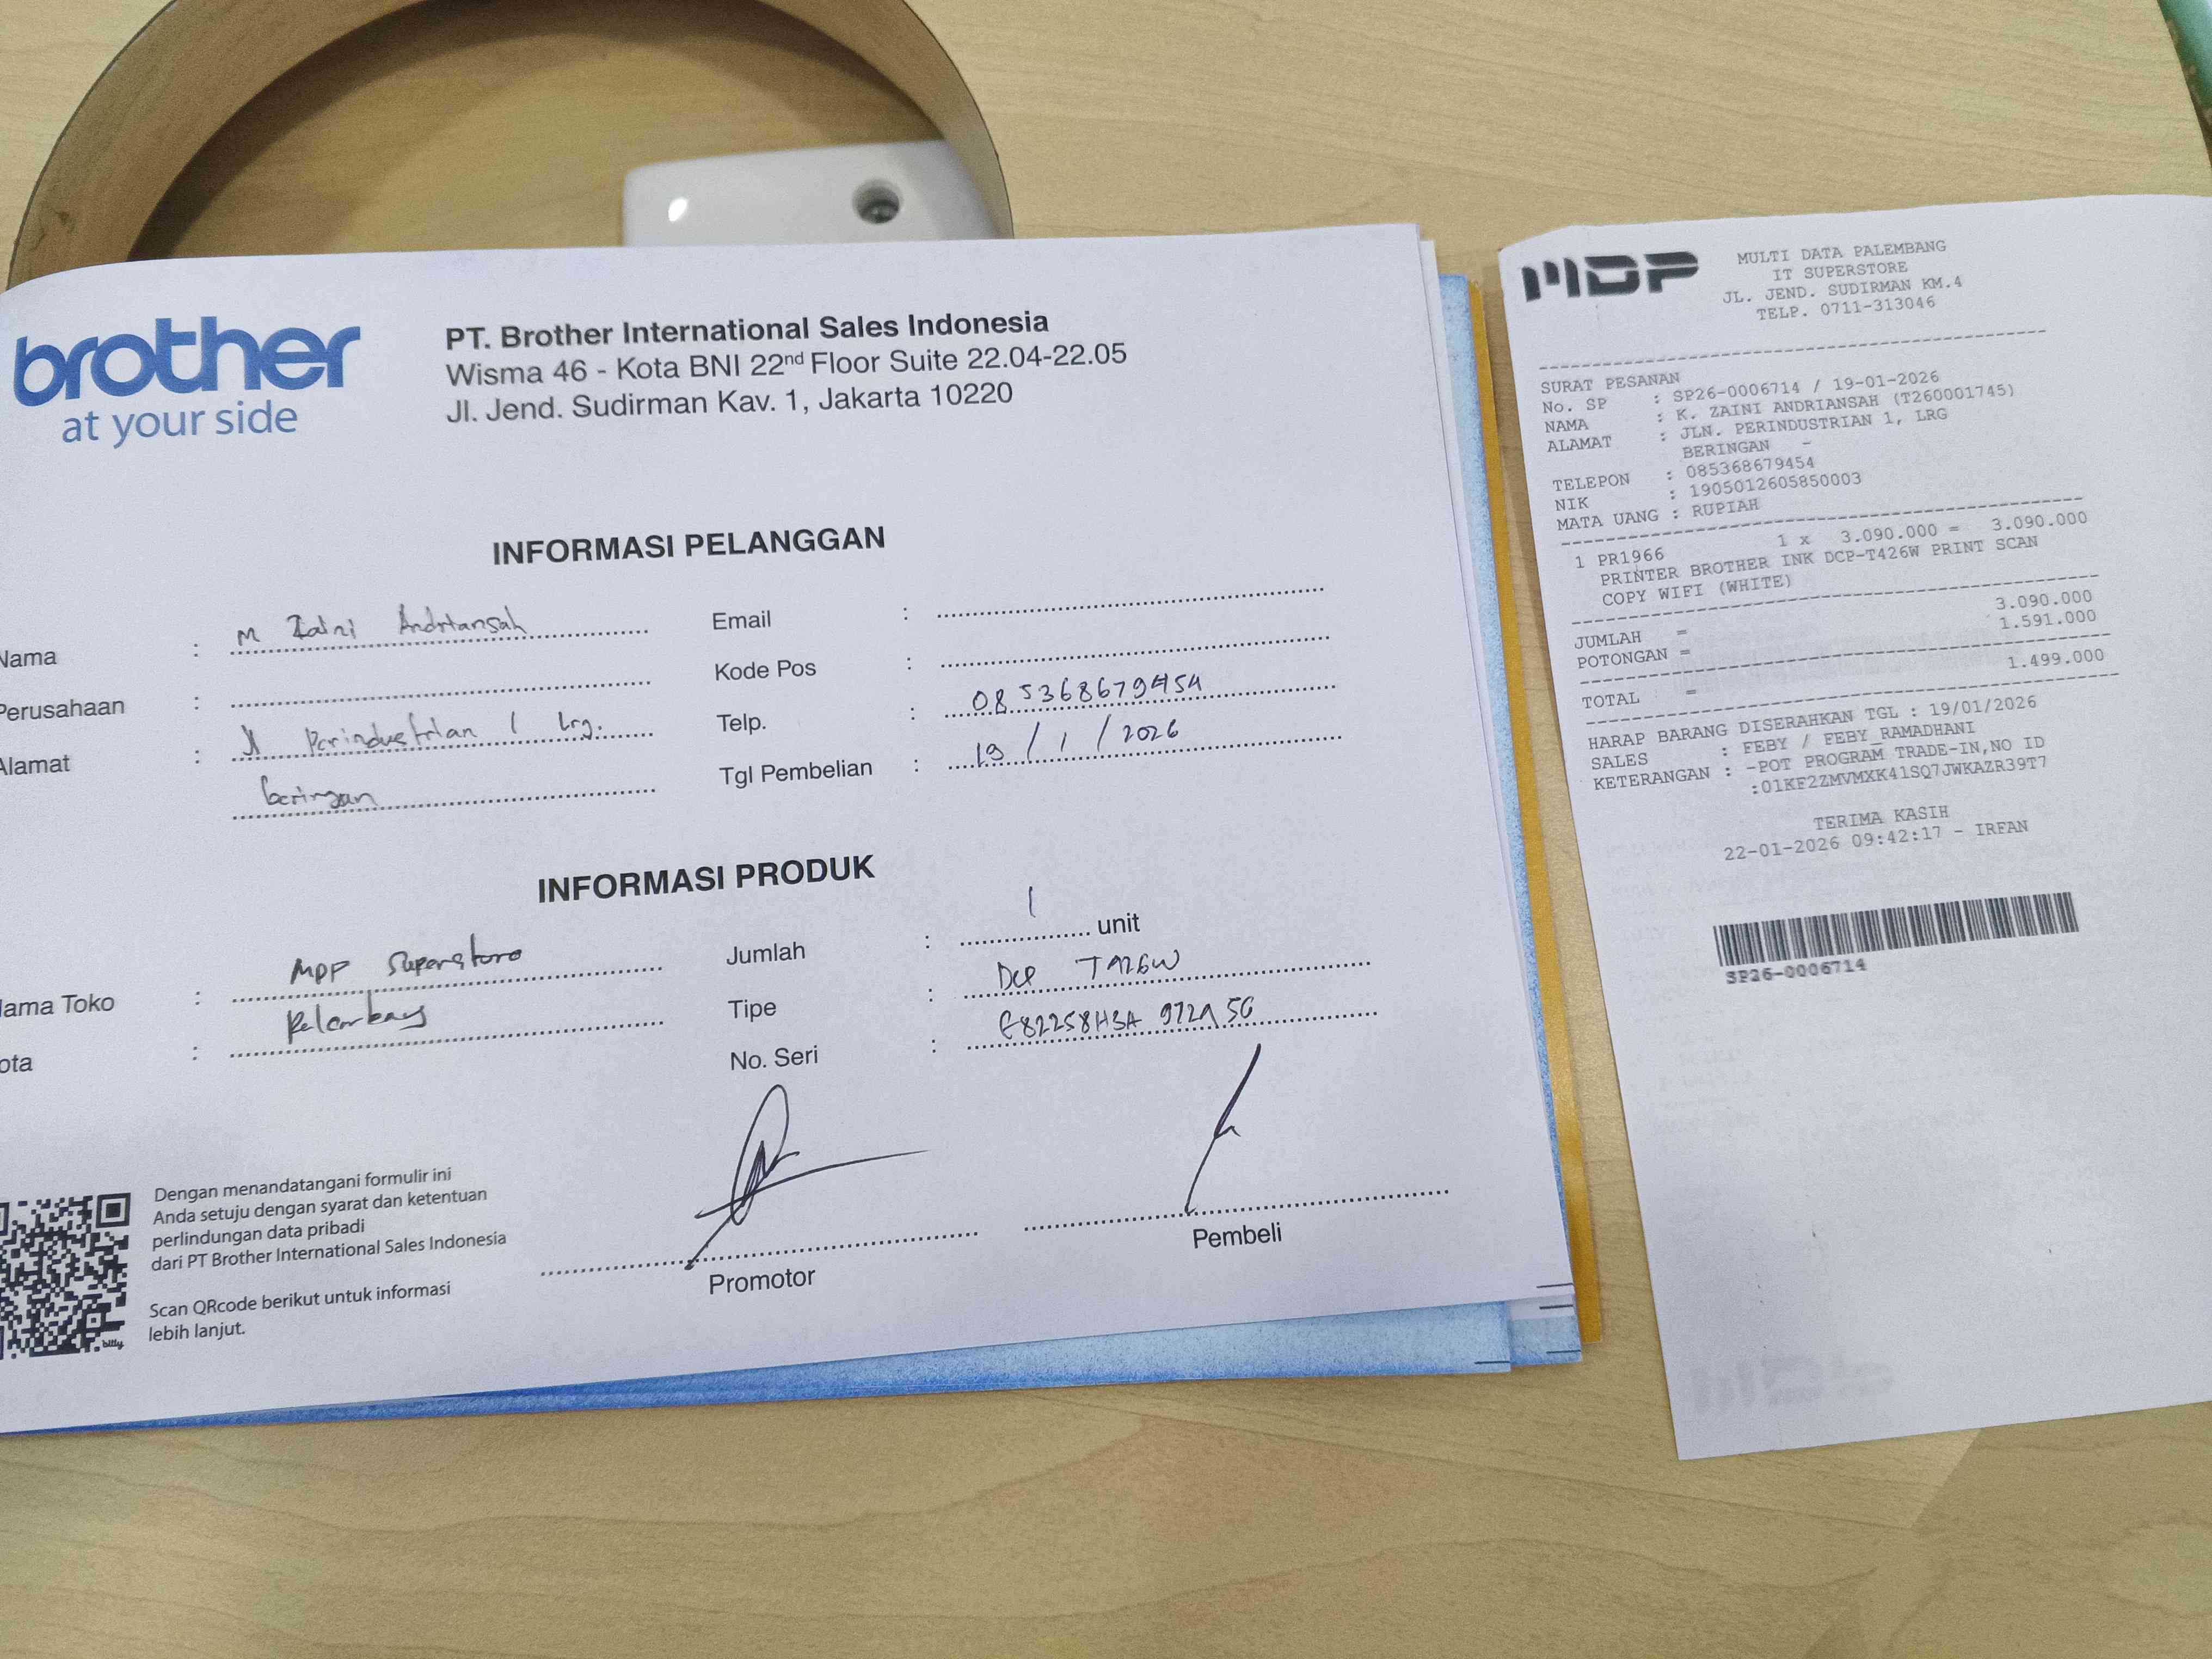 brother
at your side
PT. Brother International Sales Indonesia
Wisma 46 - Kota BNI 22nd Floor Suite 22.04-22.05
Jl. Jend. Sudirman Kav. 1, Jakarta 10220
INFORMASI PELANGGAN
Nama : M Zaini Andriansah
Perusahaan :
Alamat : Jl Perindustrian 1 Lrg.
beringan
Email :
Kode Pos :
Telp. : 085368679454
Tgl Pembelian : 19 / 1 / 2026
INFORMASI PRODUK
Nama Toko : MDP Superstore
Kota : Palembang
Jumlah : 1 unit
Tipe : DCP T426W
No. Seri :
Promotor
Pembeli
Dengan menandatangani formulir ini
Anda setuju dengan syarat dan ketentuan
perlindungan data pribadi
dari PT Brother International Sales Indonesia
Scan QRcode berikut untuk informasi
lebih lanjut.
bitly
MDP
MULTI DATA PALEMBANG
IT SUPERSTORE
JL. JEND. SUDIRMAN KM.4
TELP. 0711-313046
SURAT PESANAN
No. SP : SP26-0006714 / 19-01-2026
NAMA : K. ZAINI ANDRIANSAH (T260001745)
ALAMAT : JLN. PERINDUSTRIAN 1, LRG
BERINGAN -
TELEPON : 085368679454
NIK : 1905012605850003
MATA UANG : RUPIAH
1 PR1966 1 x 3.090.000 = 3.090.000
PRINTER BROTHER INK DCP-T426W PRINT SCAN
COPY WIFI (WHITE)
JUMLAH = 3.090.000
POTONGAN = 1.591.000
TOTAL = 1.499.000
HARAP BARANG DISERAHKAN TGL : 19/01/2026
SALES : FEBY / FEBY RAMADHANI
KETERANGAN : -POT PROGRAM TRADE-IN,NO ID
:01KF2ZMVMXK41SQ7JWKAZR39T7
TERIMA KASIH
22-01-2026 09:42:17 - IRFAN
SP26-0006714